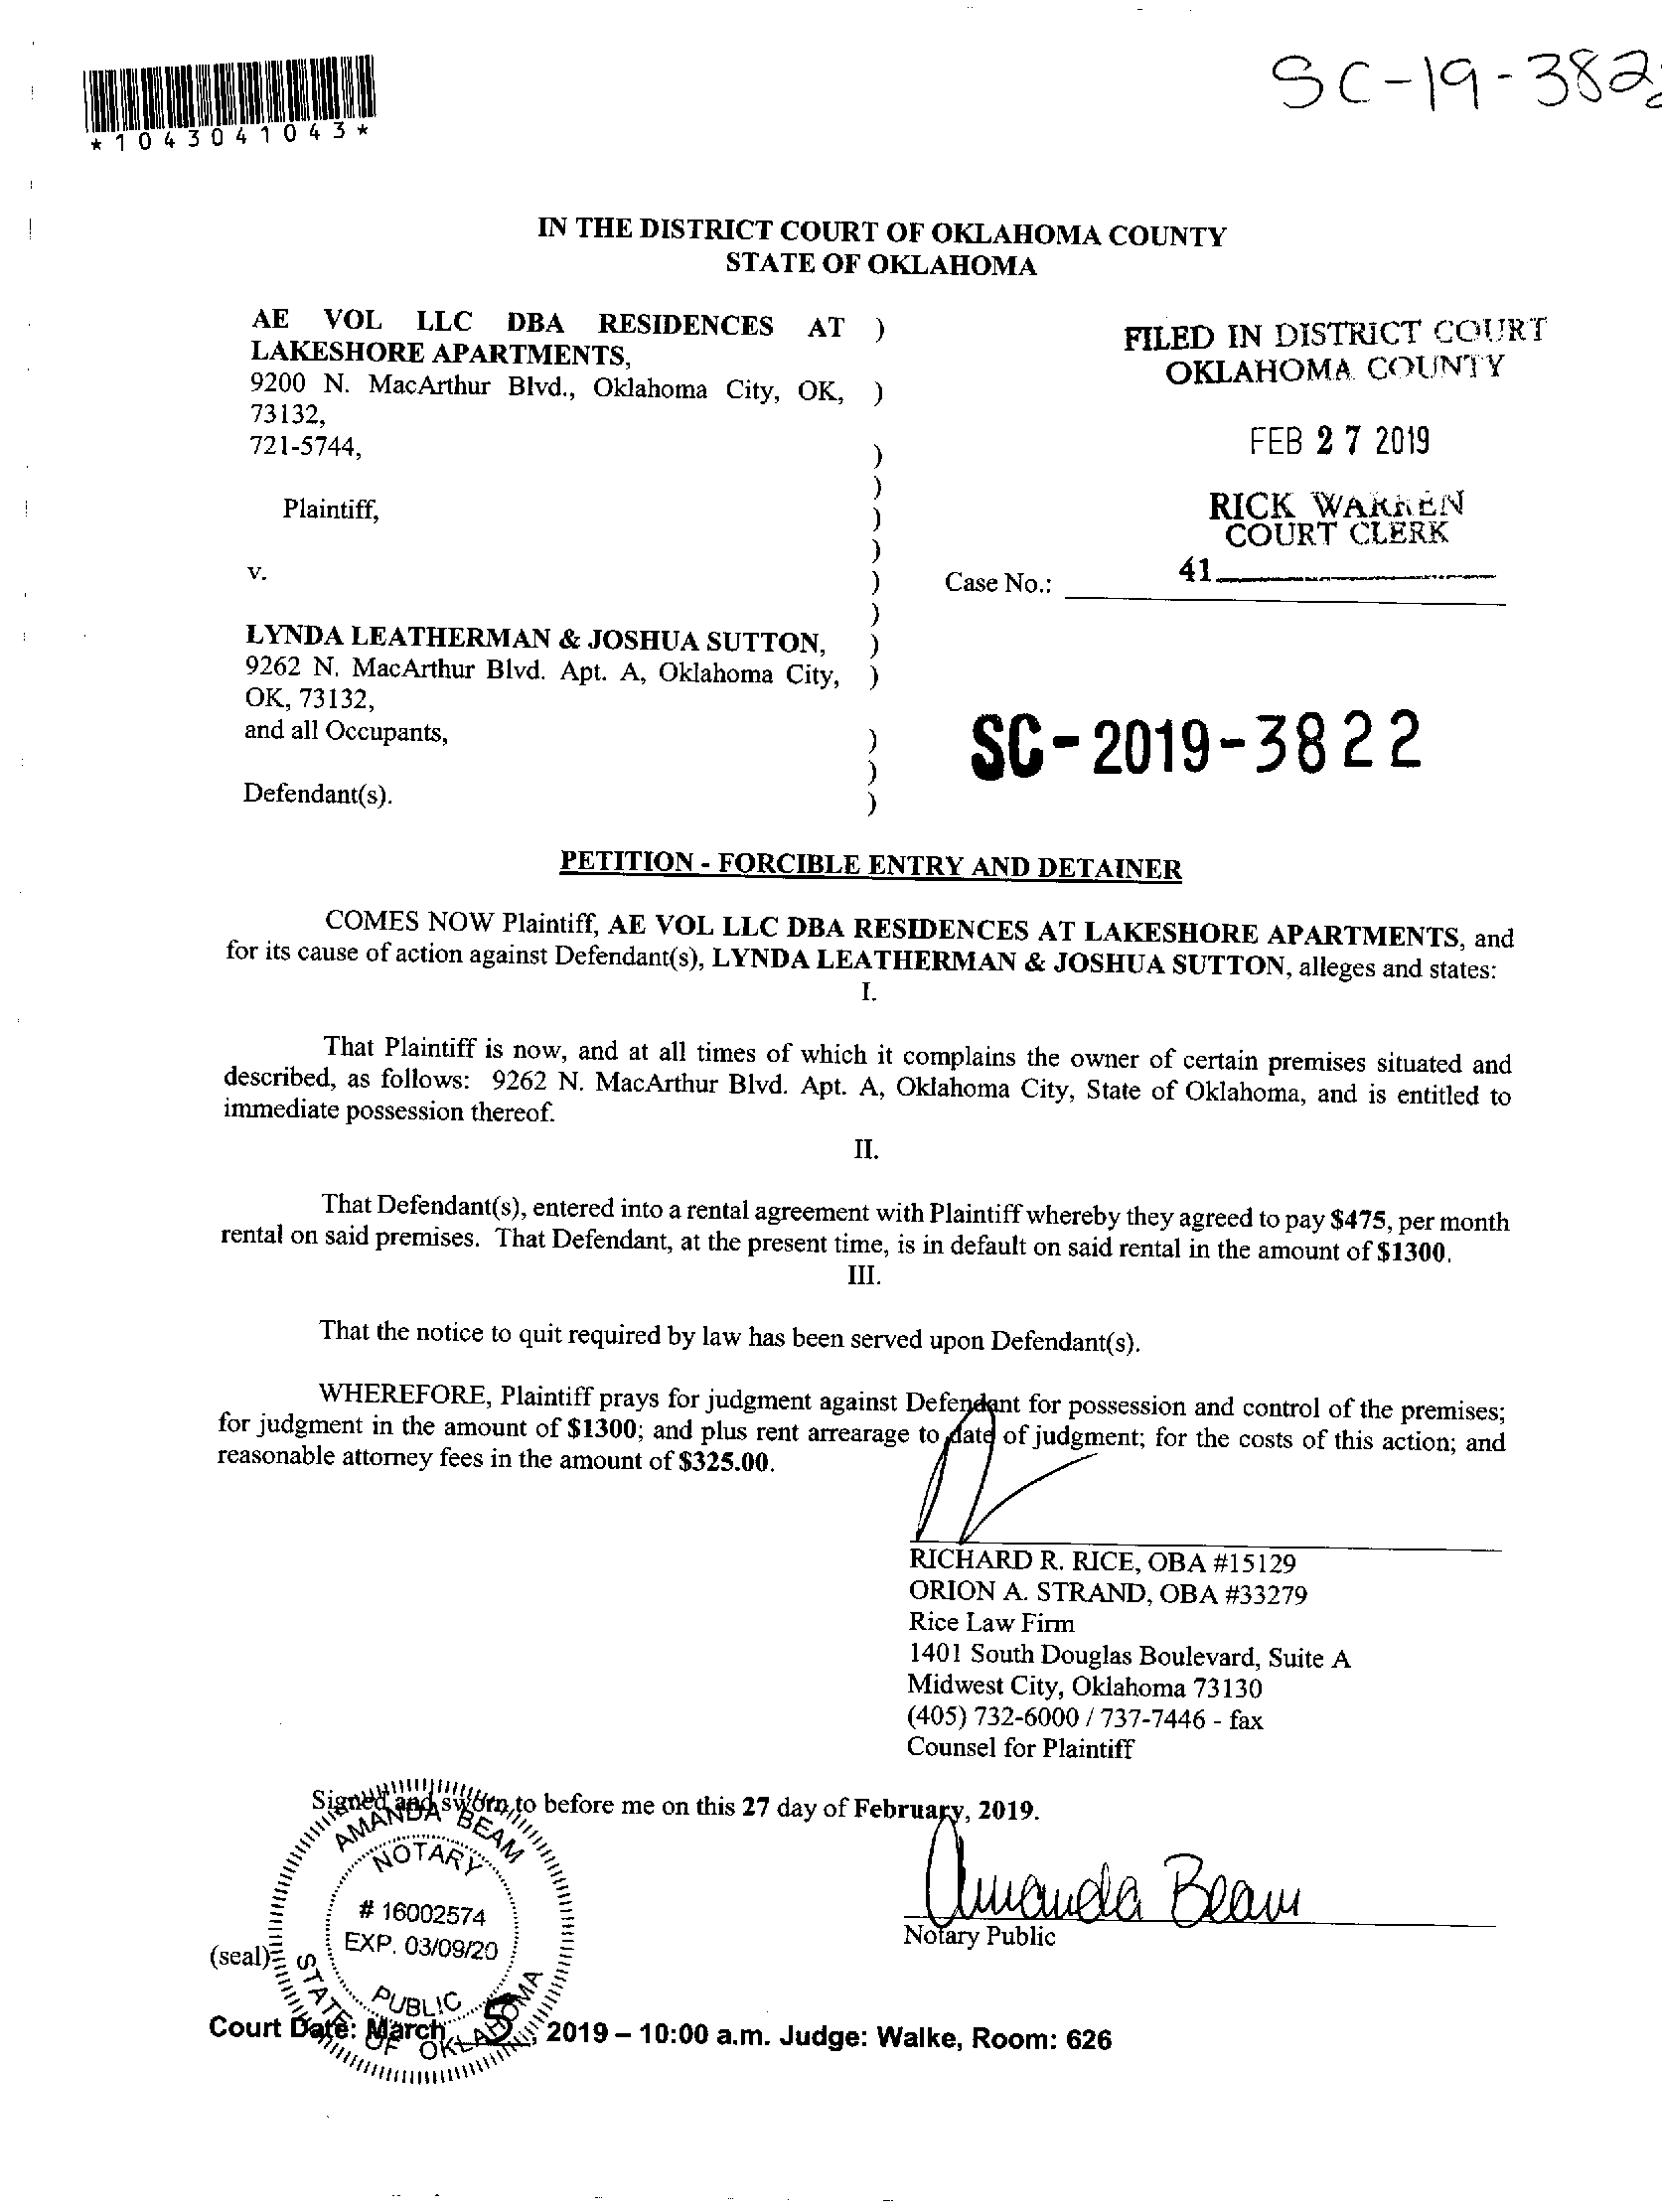 SC-19-382
*1043041043*
IN THE DISTRICT COURT OF OKLAHOMA COUNTY
STATE OF OKLAHOMA
AE VOL LLC DBA RESIDENCES AT )
LAKESHORE APARTMENTS,
9200 N. MacArthur Blvd., Oklahoma City, OK, )
73132,
721-5744, )
)
Plaintiff, )
)
v. )
)
LYNDA LEATHERMAN & JOSHUA SUTTON, )
9262 N. MacArthur Blvd. Apt. A, Oklahoma City, )
OK, 73132,
and all Occupants, )
)
Defendant(s). )
FILED IN DISTRICT COURT
OKLAHOMA COUNTY
FEB 27 2019
RICK WARREN
COURT CLERK
41
Case No.:
SC-2019-3822
PETITION - FORCIBLE ENTRY AND DETAINER
COMES NOW Plaintiff, AE VOL LLC DBA RESIDENCES AT LAKESHORE APARTMENTS, and
for its cause of action against Defendant(s), LYNDA LEATHERMAN & JOSHUA SUTTON, alleges and states:
I.
That Plaintiff is now, and at all times of which it complains the owner of certain premises situated and
described, as follows: 9262 N. MacArthur Blvd. Apt. A, Oklahoma City, State of Oklahoma, and is entitled to
immediate possession thereof.
II.
That Defendant(s), entered into a rental agreement with Plaintiff whereby they agreed to pay $475, per month
rental on said premises. That Defendant, at the present time, is in default on said rental in the amount of $1300.
III.
That the notice to quit required by law has been served upon Defendant(s).
WHEREFORE, Plaintiff prays for judgment against Defendant for possession and control of the premises;
for judgment in the amount of $1300; and plus rent arrearage to date of judgment; for the costs of this action; and
reasonable attorney fees in the amount of $325.00.
RICHARD R. RICE, OBA #15129
ORION A. STRAND, OBA #33279
Rice Law Firm
1401 South Douglas Boulevard, Suite A
Midwest City, Oklahoma 73130
(405) 732-6000 / 737-7446 - fax
Counsel for Plaintiff
Signed and sworn to before me on this 27 day of February, 2019.
Amanda Beam
Notary Public
AMANDA BEAM
NOTARY
# 16002574
EXP. 03/09/20
PUBLIC
STATE OF OKLAHOMA
(seal)
Court Date: March 5, 2019 – 10:00 a.m. Judge: Walke, Room: 626